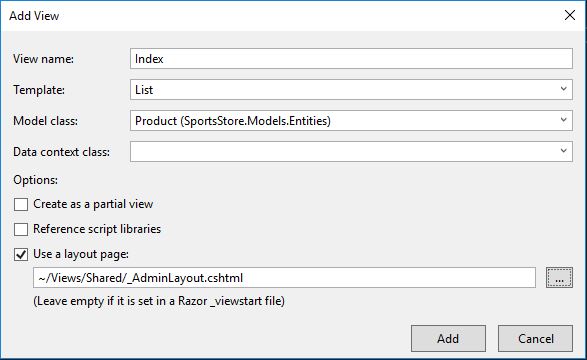 Add View
View name: Index
Template: List
Model class: Product (SportsStore.Models.Entities)
Data context class:
Options:
Create as a partial view
Reference script libraries
Use a layout page:
~/Views/Shared/_AdminLayout.cshtml ...
(Leave empty if it is set in a Razor _viewstart file)
Add Cancel